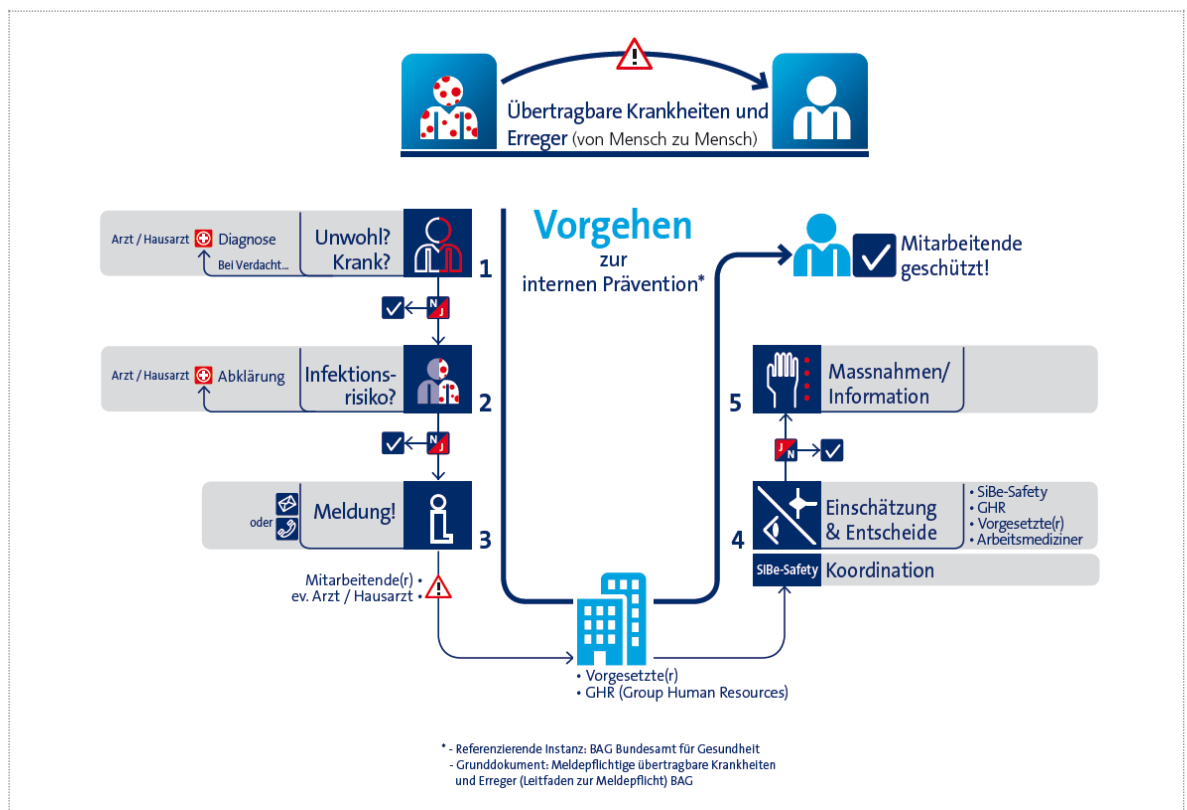 Übertragbare Krankheiten und
Erreger (von Mensch zu Mensch)
Vorgehen
zur
internen Prävention*
Arzt / Hausarzt
Diagnose
Bei Verdacht...
Unwohl?
Krank?
1
N
J
Arzt / Hausarzt
Abklärung
Infektions-
risiko?
2
N
J
oder
Meldung!
3
Mitarbeitende(r) •
ev. Arzt / Hausarzt •
• Vorgesetzte(r)
• GHR (Group Human Resources)
SIBe-Safety
Koordination
4
Einschätzung
& Entscheide
• SiBe-Safety
• GHR
• Vorgesetzte(r)
• Arbeitsmediziner
J
N
5
Massnahmen/
Information
Mitarbeitende
geschützt!
* - Referenzierende Instanz: BAG Bundesamt für Gesundheit
- Grunddokument: Meldepflichtige übertragbare Krankheiten
und Erreger (Leitfaden zur Meldepflicht) BAG